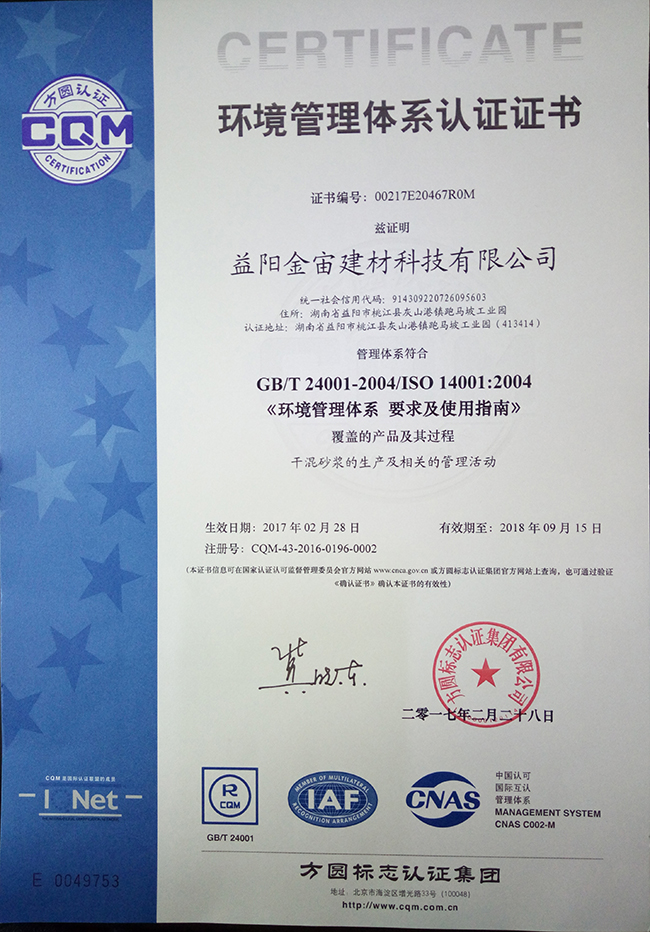 CERTIFICATE
方圆认证
CQM
CERTIFICATION
环境管理体系认证证书
证书编号：00217E20467R0M
兹证明
益阳金宙建材科技有限公司
统一社会信用代码：914309220726095603
住所：湖南省益阳市桃江县灰山港镇跑马坡工业园
认证地址：湖南省益阳市桃江县灰山港镇跑马坡工业园（413414）
管理体系符合
GB/T 24001-2004/ISO 14001:2004
《环境管理体系 要求及使用指南》
覆盖的产品及其过程
干混砂浆的生产及相关的管理活动
生效日期：2017 年 02 月 28 日
有效期至：2018 年 09 月 15 日
注册号：CQM-43-2016-0196-0002
（本证书信息可在国家认证认可监督管理委员会官方网站 www.cnca.gov.cn 或方圆标志认证集团官方网站上查询，也可通过验证
《确认证书》确认本证书的有效性）
方圆标志认证集团有限公司
二零一七年二月二十八日
CQM 是国际认证联盟的成员
I Net
R
CQM
GB/T 24001
MEMBER OF MULTILATERAL
IAF
RECOGNITION ARRANGEMENT
CNAS
中国认可
国际互认
管理体系
MANAGEMENT SYSTEM
CNAS C002-M
E 0049753
方圆标志认证集团
地址：北京市海淀区增光路33号（100048）
http://www.cqm.com.cn